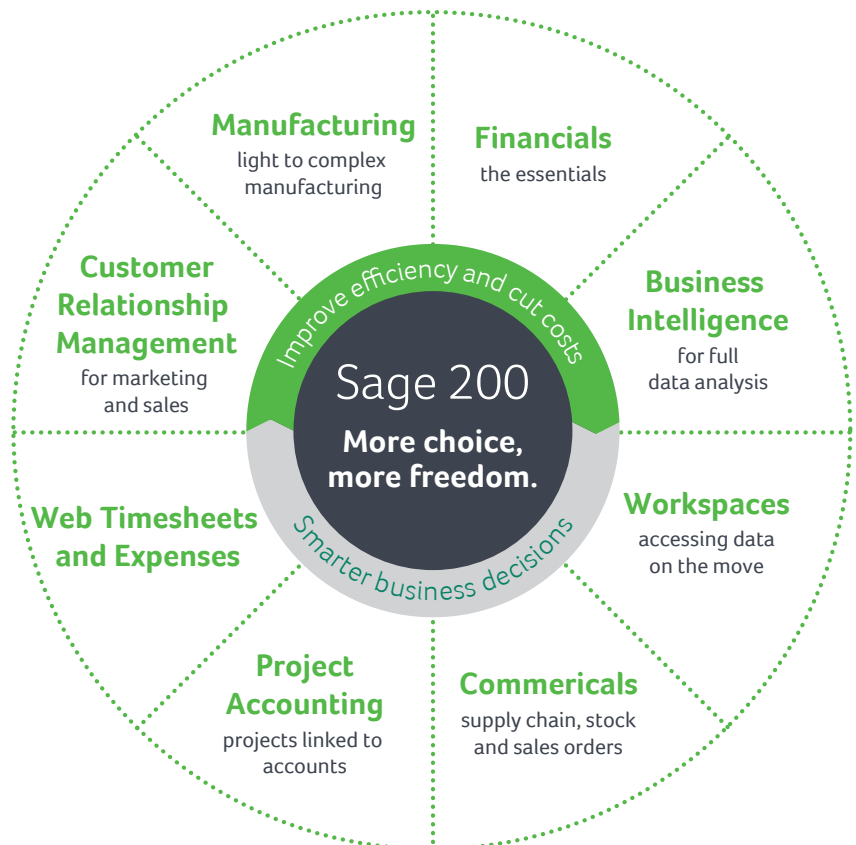 Manufacturing
light to complex
manufacturing
Financials
the essentials
Customer
Relationship
Management
for marketing
and sales
Improve efficiency and cut costs
Business
Intelligence
for full
data analysis
Sage 200
More choice,
more freedom.
Smarter business decisions
Web Timesheets
and Expenses
Workspaces
accessing data
on the move
Project
Accounting
projects linked to
accounts
Commericals
supply chain, stock
and sales orders